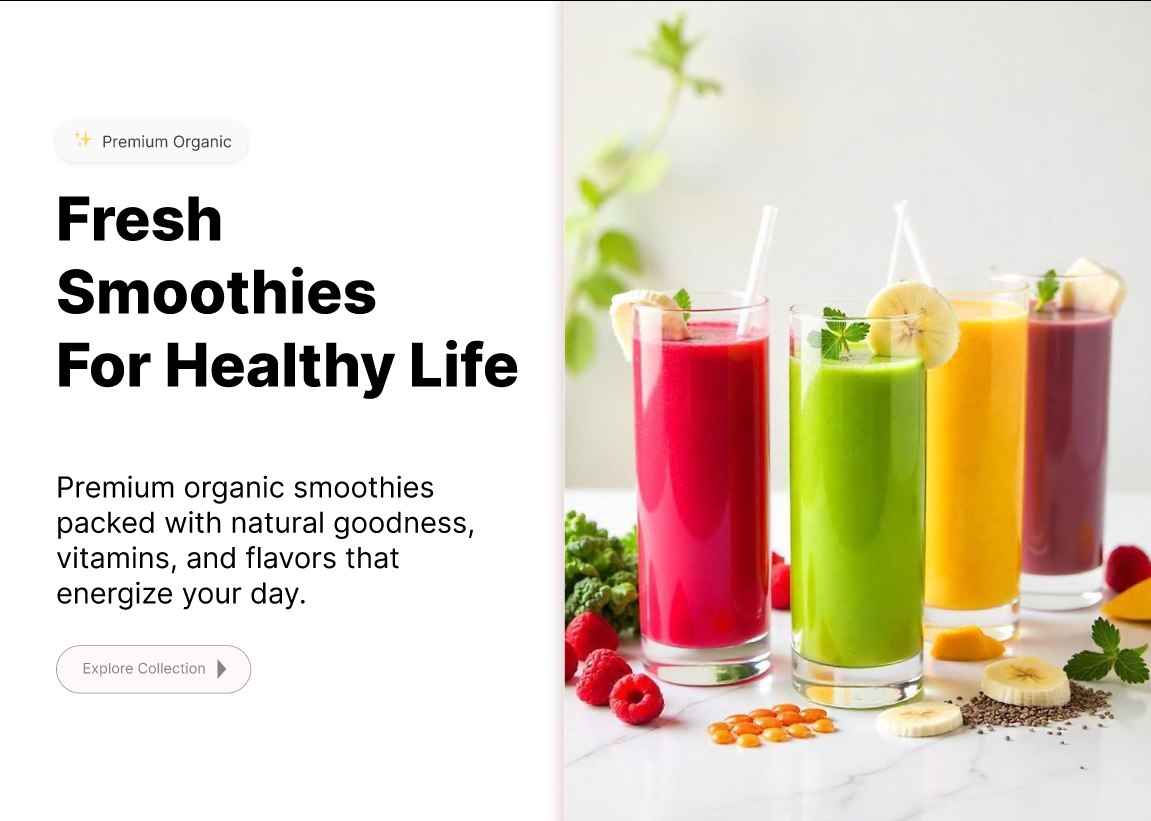 ✨ Premium Organic
Fresh
Smoothies
For Healthy Life
Premium organic smoothies
packed with natural goodness,
vitamins, and flavors that
energize your day.
Explore Collection